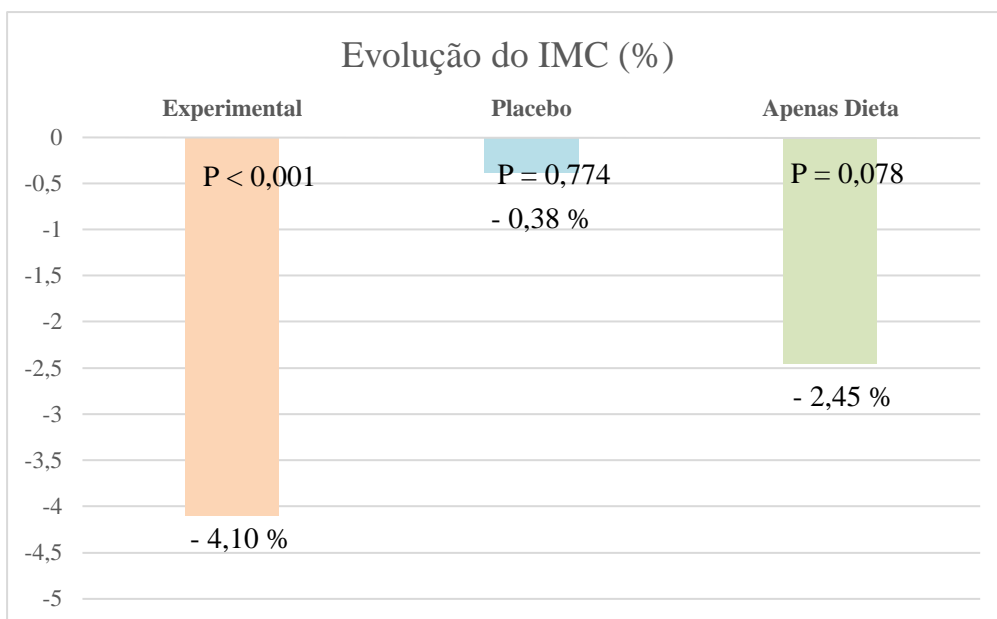 Evolução do IMC (%)
Experimental Placebo Apenas Dieta
0
P < 0,001 P = 0,774 P = 0,078
-0,5
- 0,38 %
-1
-1,5
-2
-2,5
- 2,45 %
-3
-3,5
-4
- 4,10 %
-4,5
-5